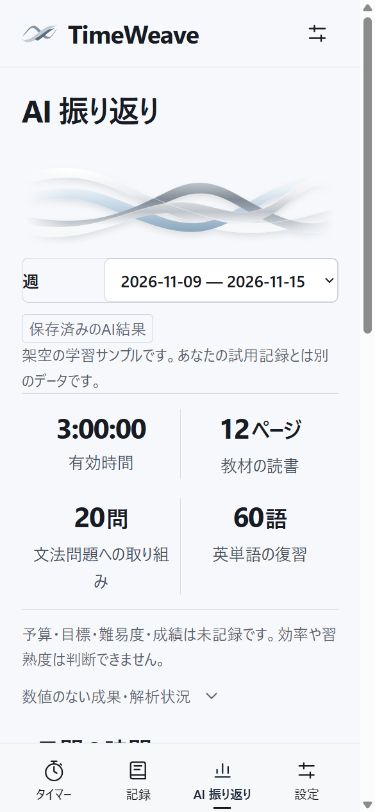 TimeWeave
AI 振り返り
週
2026-11-09 — 2026-11-15
保存済みのAI結果
架空の学習サンプルです。あなたの試用記録とは別
のデータです。
3:00:00
有効時間
12ページ
教材の読書
20問
文法問題への取り組
み
60語
英単語の復習
予算・目標・難易度・成績は未記録です。効率や習
熟度は判断できません。
数値のない成果・解析状況
タイマー
記録
AI 振り返り
設定